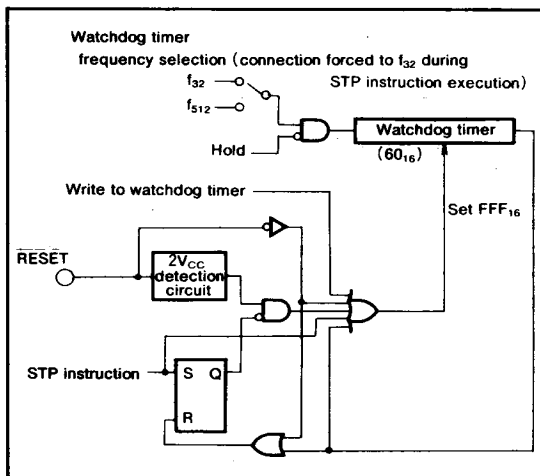 Watchdog timer
frequency selection (connection forced to f32 during
STP instruction execution)
f32
f512
Hold
Watchdog timer
(6016)
Write to watchdog timer
Set FFF16
RESET
2VCC
detection
circuit
STP instruction
S Q
R